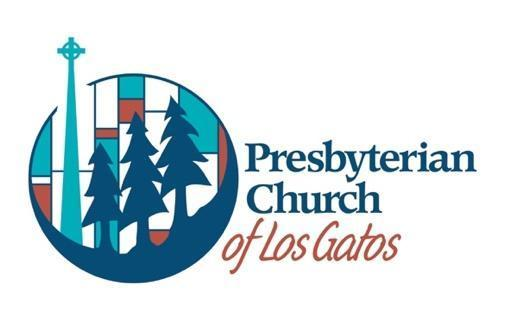 Presbyterian
Church
of Los Gatos